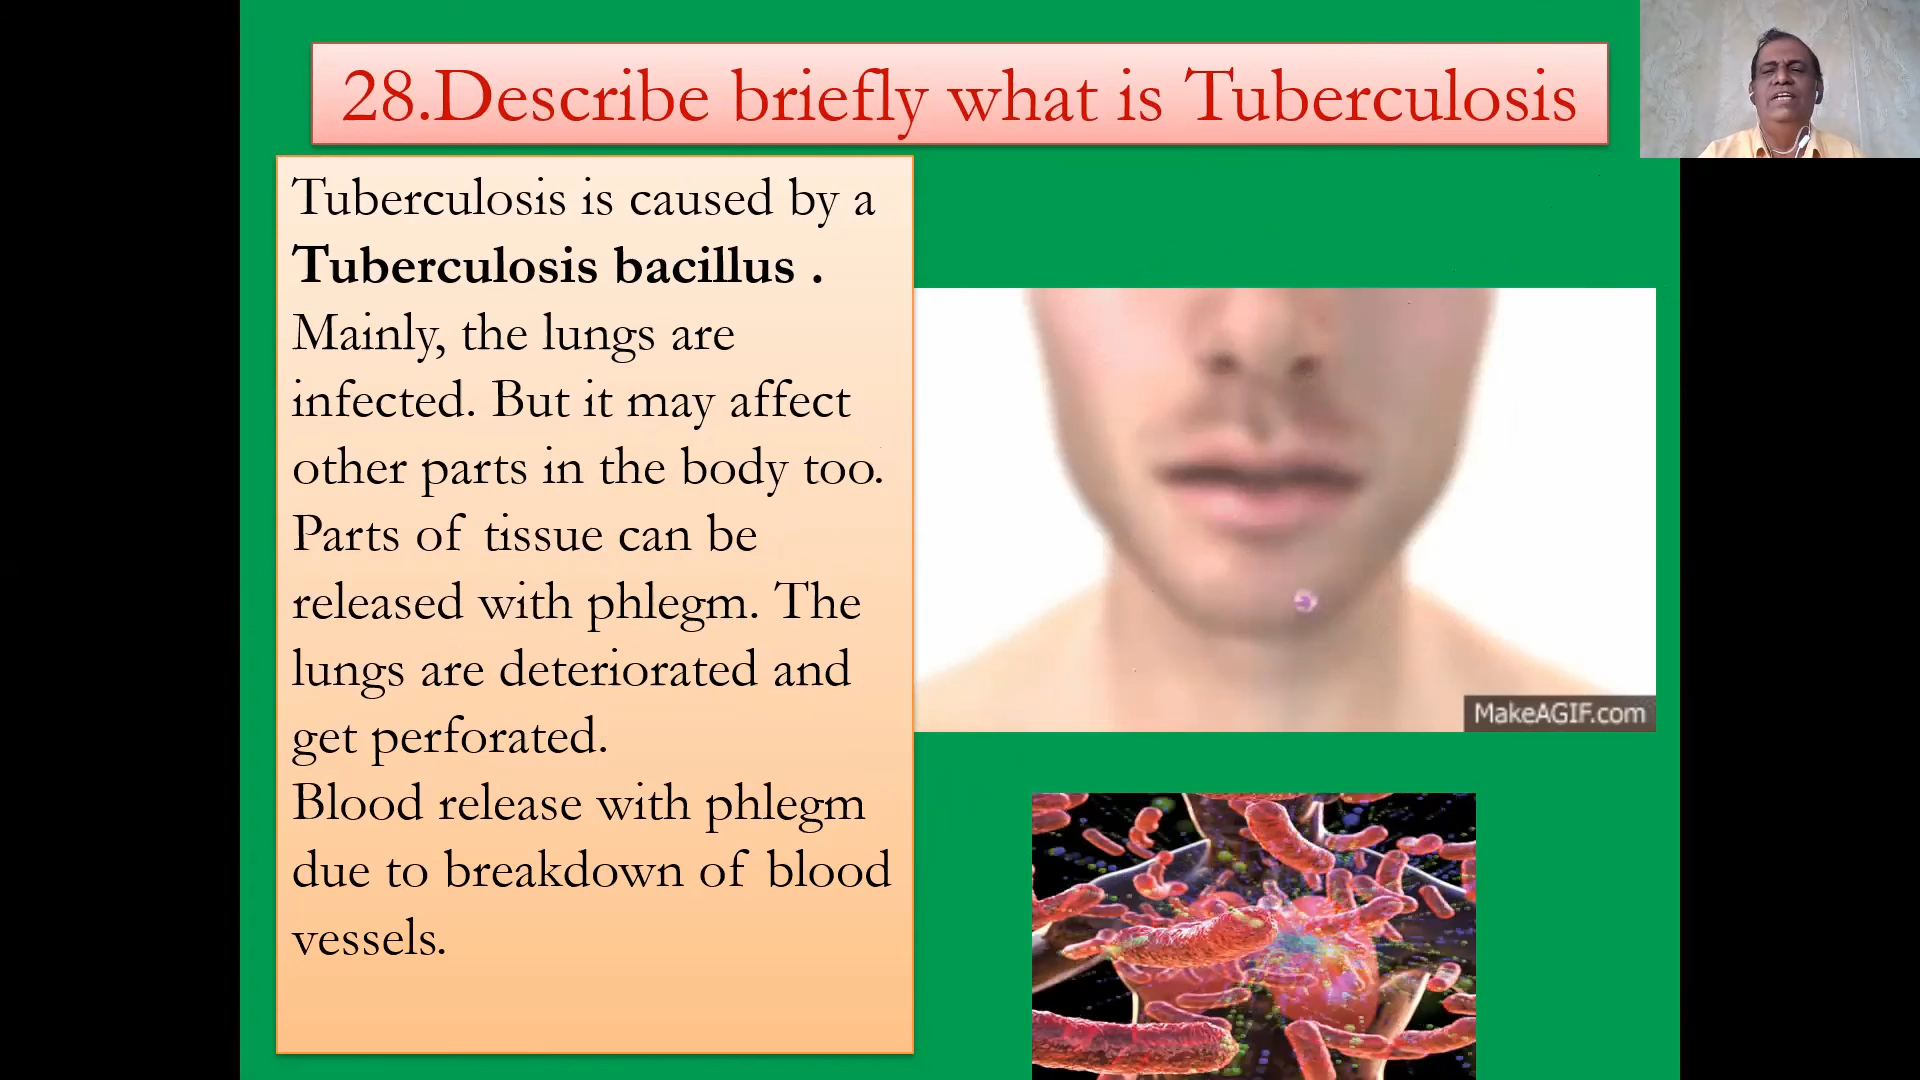 28.Describe briefly what is Tuberculosis
Tuberculosis is caused by a
Tuberculosis bacillus .
Mainly, the lungs are
infected. But it may affect
other parts in the body too.
Parts of tissue can be
released with phlegm. The
lungs are deteriorated and
get perforated.
Blood release with phlegm
due to breakdown of blood
vessels.
MakeAGIF.com